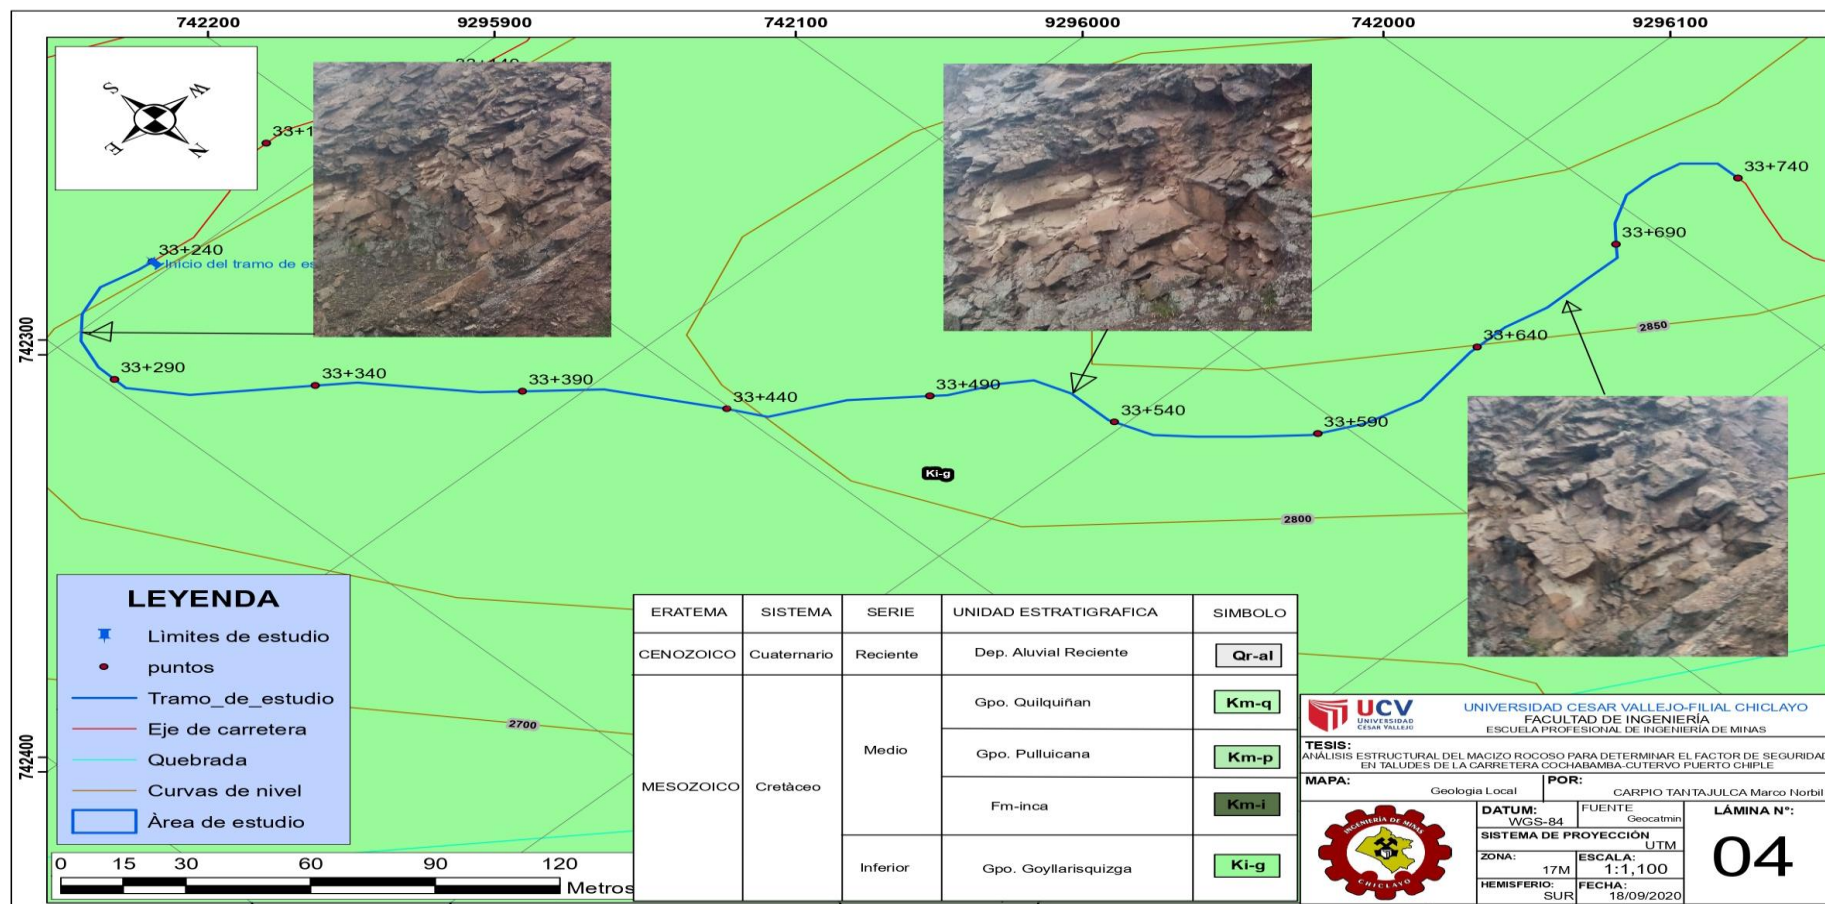 742200
9295900
742100
9296000
742000
9296100
S
W
E
N
33+1
33+240
Inicio del tramo de es
742300
33+290
33+340
33+390
33+440
33+490
33+540
33+590
33+640
33+690
33+740
2850
2800
2700
Ki-g
742400
LEYENDA
Lìmites de estudio
puntos
Tramo_de_estudio
Eje de carretera
Quebrada
Curvas de nivel
Àrea de estudio
0 15 30 60 90 120
Metros
ERATEMA SISTEMA SERIE UNIDAD ESTRATIGRAFICA SIMBOLO
CENOZOICO Cuaternario Reciente Dep. Aluvial Reciente Qr-al
MESOZOICO Cretàceo Medio Gpo. Quilquiñan Km-q
Gpo. Pulluicana Km-p
Fm-inca Km-i
Inferior Gpo. Goyllarisquizga Ki-g
UCV
UNIVERSIDAD
CESAR VALLEJO
UNIVERSIDAD CESAR VALLEJO-FILIAL CHICLAYO
FACULTAD DE INGENIERÍA
ESCUELA PROFESIONAL DE INGENIERÍA DE MINAS
TESIS:
ANÁLISIS ESTRUCTURAL DEL MACIZO ROCOSO PARA DETERMINAR EL FACTOR DE SEGURIDAD
EN TALUDES DE LA CARRETERA COCHABAMBA-CUTERVO PUERTO CHIPLE
MAPA:
Geologia Local
POR:
CARPIO TANTAJULCA Marco Norbil
INGENIERÍA DE MINAS
CHICLAYO
DATUM:
WGS-84
FUENTE
Geocatmin
SISTEMA DE PROYECCIÓN
UTM
ZONA:
17M
ESCALA:
1:1,100
HEMISFERIO:
SUR
FECHA:
18/09/2020
LÁMINA Nº:
04